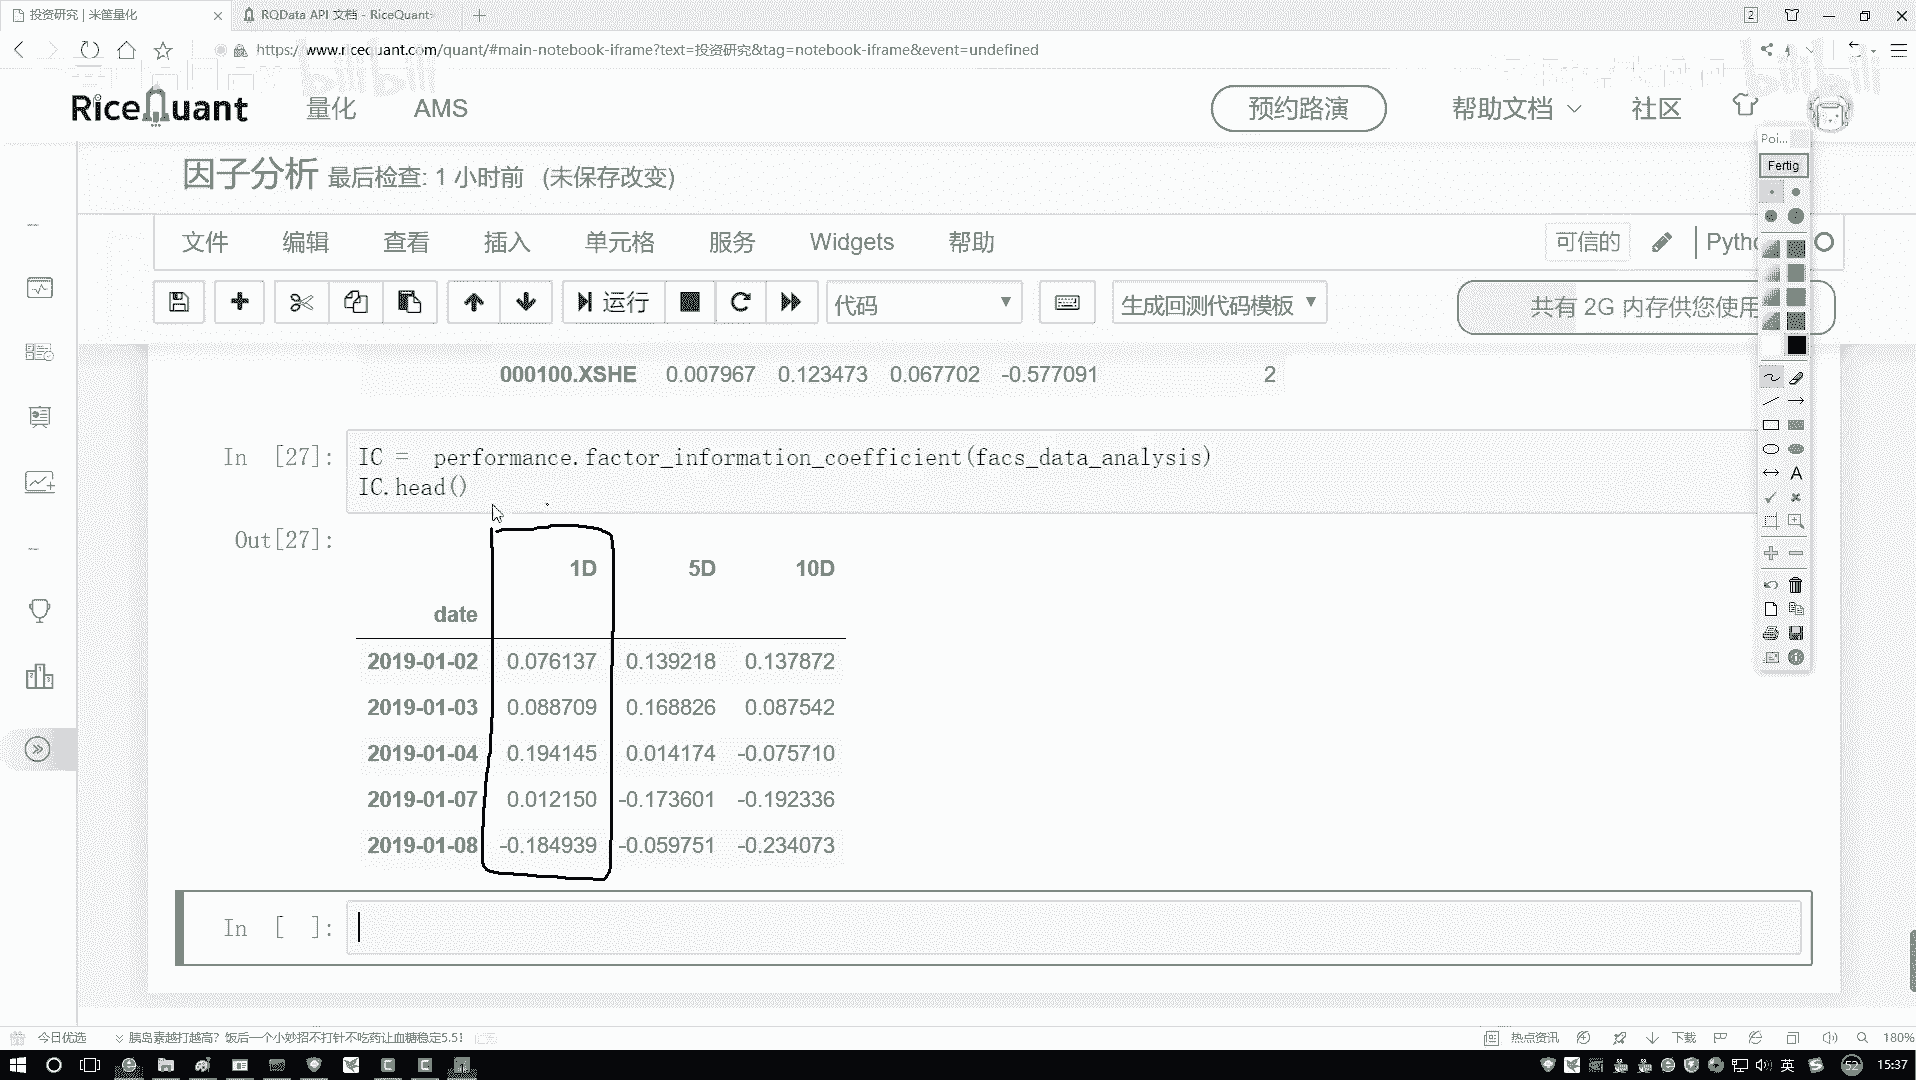 投资研究 | 米筐量化
RQData API 文档 - RiceQuant
2
https://www.ricequant.com/quant/#main-notebook-iframe?text=投资研究&tag=notebook-iframe&event=undefined
bilibili
bilibili
RiceQuant 量化 AMS 预约路演 帮助文档 社区
Poi...
Fertig
因子分析 最后检查: 1 小时前 (未保存改变)
文件 编辑 查看 插入 单元格 服务 Widgets 帮助 可信的 Pytho
运行 代码 生成回测代码模板 共有 2G 内存供您使用
000100.XSHE 0.007967 0.123473 0.067702 -0.577091 2
In [27]: IC = performance.factor_information_coefficient(facs_data_analysis)
IC.head()
Out[27]:
1D 5D 10D
date
2019-01-02 0.076137 0.139218 0.137872
2019-01-03 0.088709 0.168826 0.087542
2019-01-04 0.194145 0.014174 -0.075710
2019-01-07 0.012150 -0.173601 -0.192336
2019-01-08 -0.184939 -0.059751 -0.234073
In [ ]:
今日优选 胰岛素越打越高？饭后一个小妙招不打针不吃药让血糖稳定5.5! 热点资讯 下载 180%
英 52 15:37